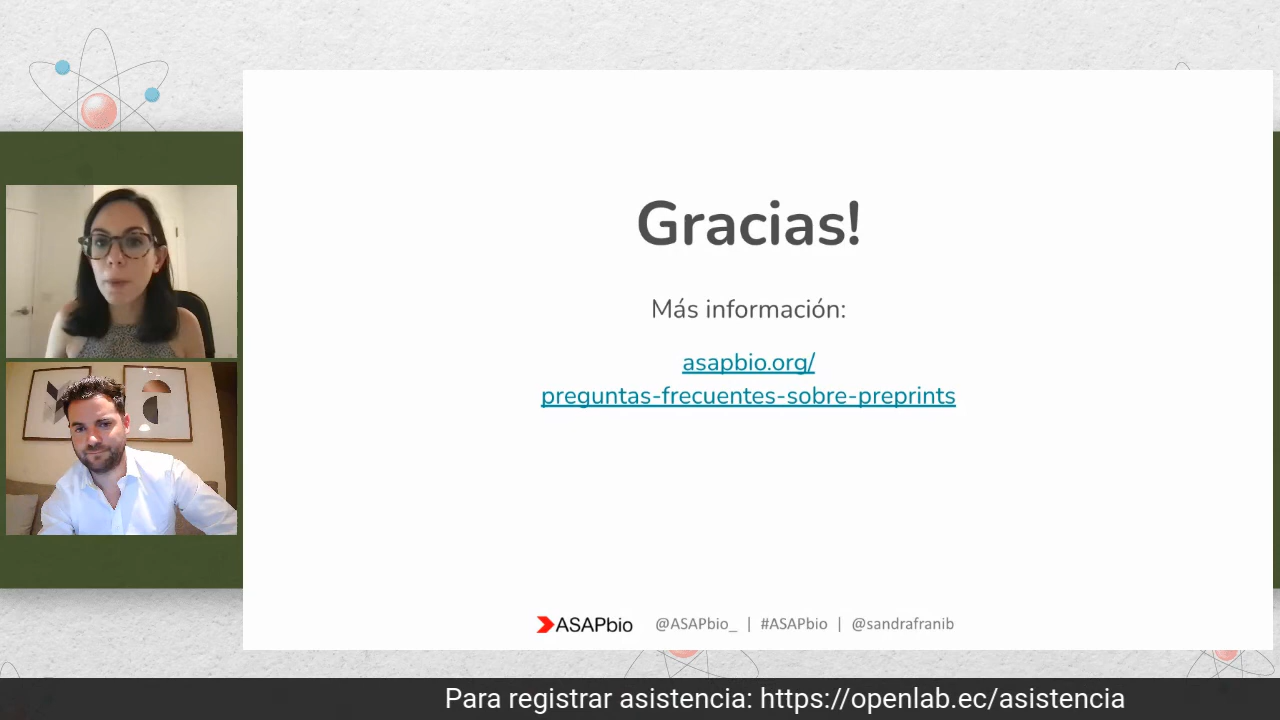 Gracias!
Más información:
asapbio.org/
preguntas-frecuentes-sobre-preprints
ASAPbio @ASAPbio_ | #ASAPbio | @sandrafranib
Para registrar asistencia: https://openlab.ec/asistencia